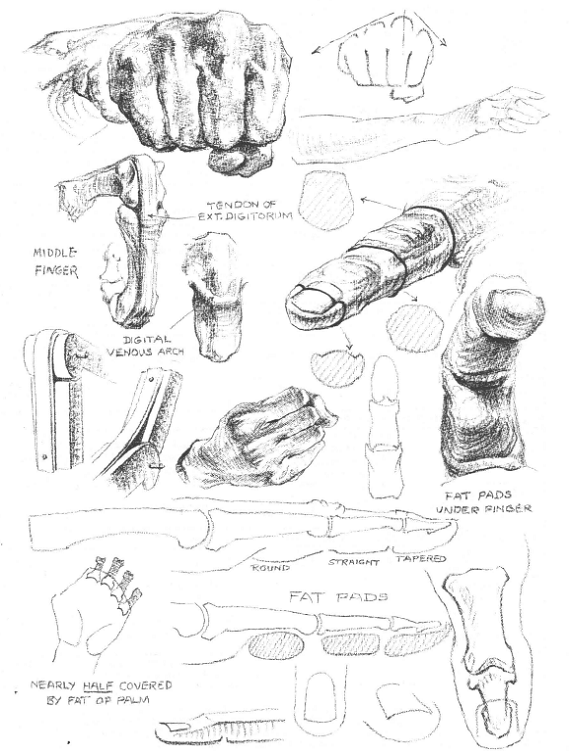 TENDON OF
EXT. DIGITORUM
MIDDLE
FINGER
DIGITAL
VENOUS ARCH
FAT PADS
UNDER FINGER
ROUND
STRAIGHT
TAPERED
FAT PADS
NEARLY HALF COVERED
BY FAT OF PALM